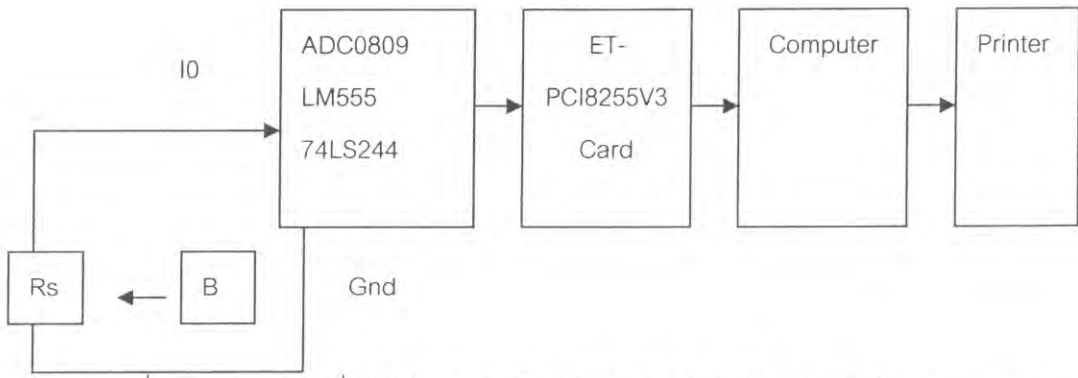 I0
ADC0809
LM555
74LS244
ET-
PCI8255V3
Card
Computer
Printer
Rs
B
Gnd